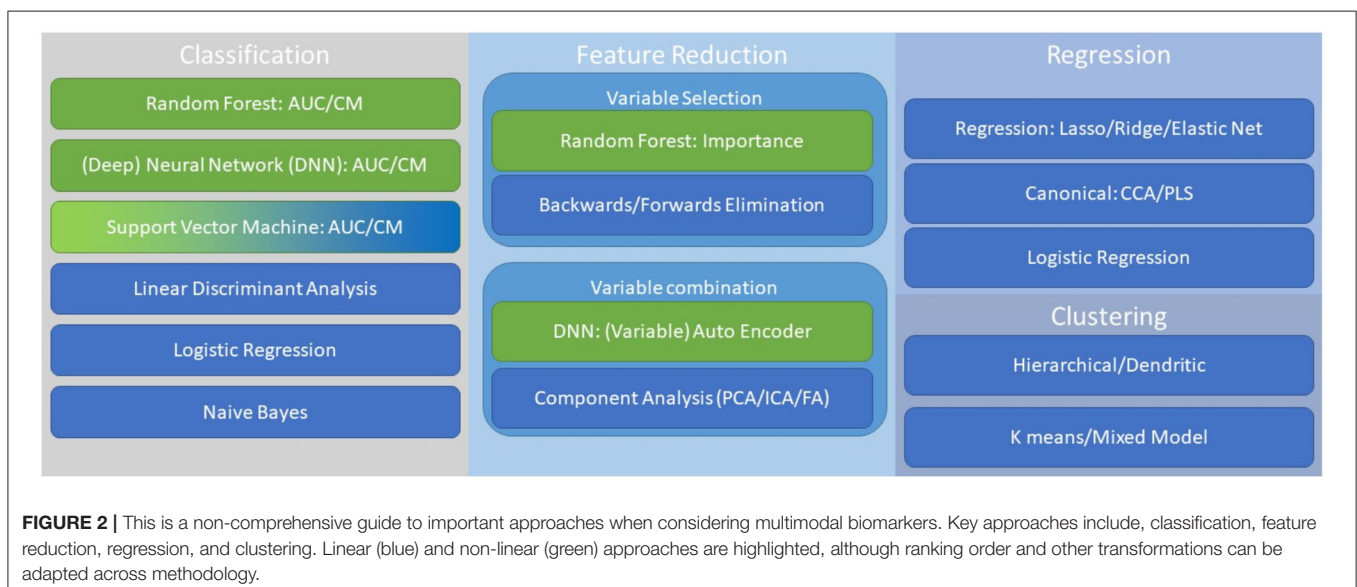 Classification
Random Forest: AUC/CM
(Deep) Neural Network (DNN): AUC/CM
Support Vector Machine: AUC/CM
Linear Discriminant Analysis
Logistic Regression
Naive Bayes
Feature Reduction
Variable Selection
Random Forest: Importance
Backwards/Forwards Elimination
Variable combination
DNN: (Variable) Auto Encoder
Component Analysis (PCA/ICA/FA)
Regression
Regression: Lasso/Ridge/Elastic Net
Canonical: CCA/PLS
Logistic Regression
Clustering
Hierarchical/Dendritic
K means/Mixed Model
FIGURE 2 | This is a non-comprehensive guide to important approaches when considering multimodal biomarkers. Key approaches include, classification, feature
reduction, regression, and clustering. Linear (blue) and non-linear (green) approaches are highlighted, although ranking order and other transformations can be
adapted across methodology.